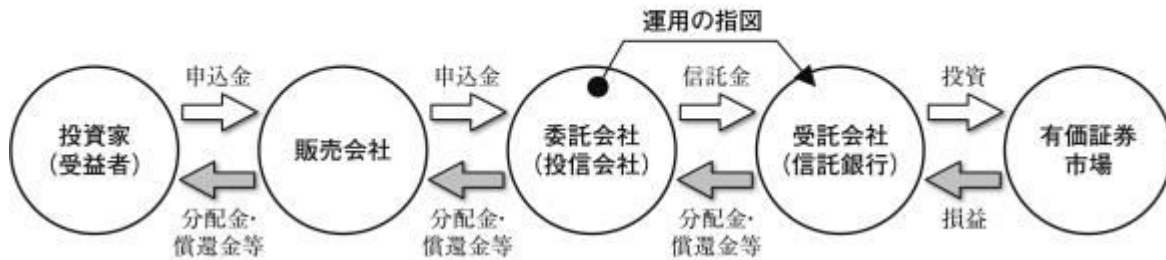 運用の指図
申込金
申込金
信託金
投資
投資家
(受益者)
販売会社
委託会社
(投信会社)
受託会社
(信託銀行)
有価証券
市場
分配金・
償還金等
分配金・
償還金等
分配金・
償還金等
損益